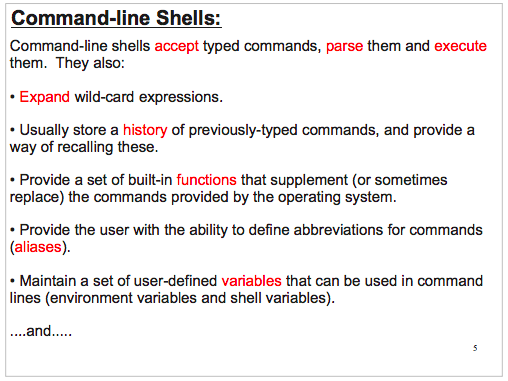 Command-line Shells:
Command-line shells accept typed commands, parse them and execute
them.  They also:
• Expand wild-card expressions.
• Usually store a history of previously-typed commands, and provide a
way of recalling these.
• Provide a set of built-in functions that supplement (or sometimes
replace) the commands provided by the operating system.
• Provide the user with the ability to define abbreviations for commands
(aliases).
• Maintain a set of user-defined variables that can be used in command
lines (environment variables and shell variables).
....and.....
5